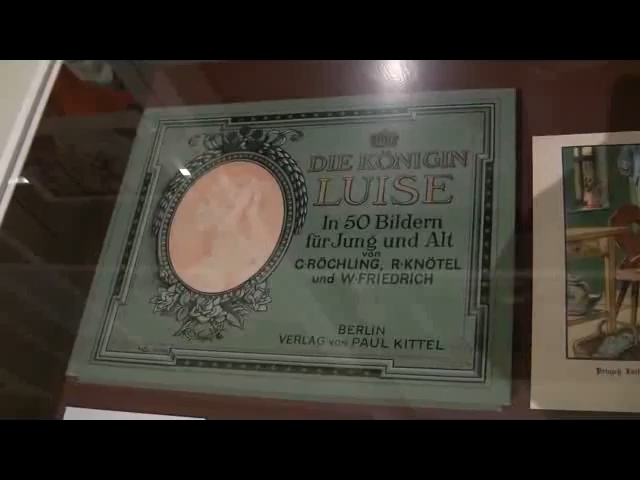 DIE KÖNIGIN
LUISE
In 50 Bildern
für Jung und Alt
von
C·RÖCHLING, R·KNÖTEL
und W·FRIEDRICH
BERLIN
VERLAG VON PAUL KITTEL